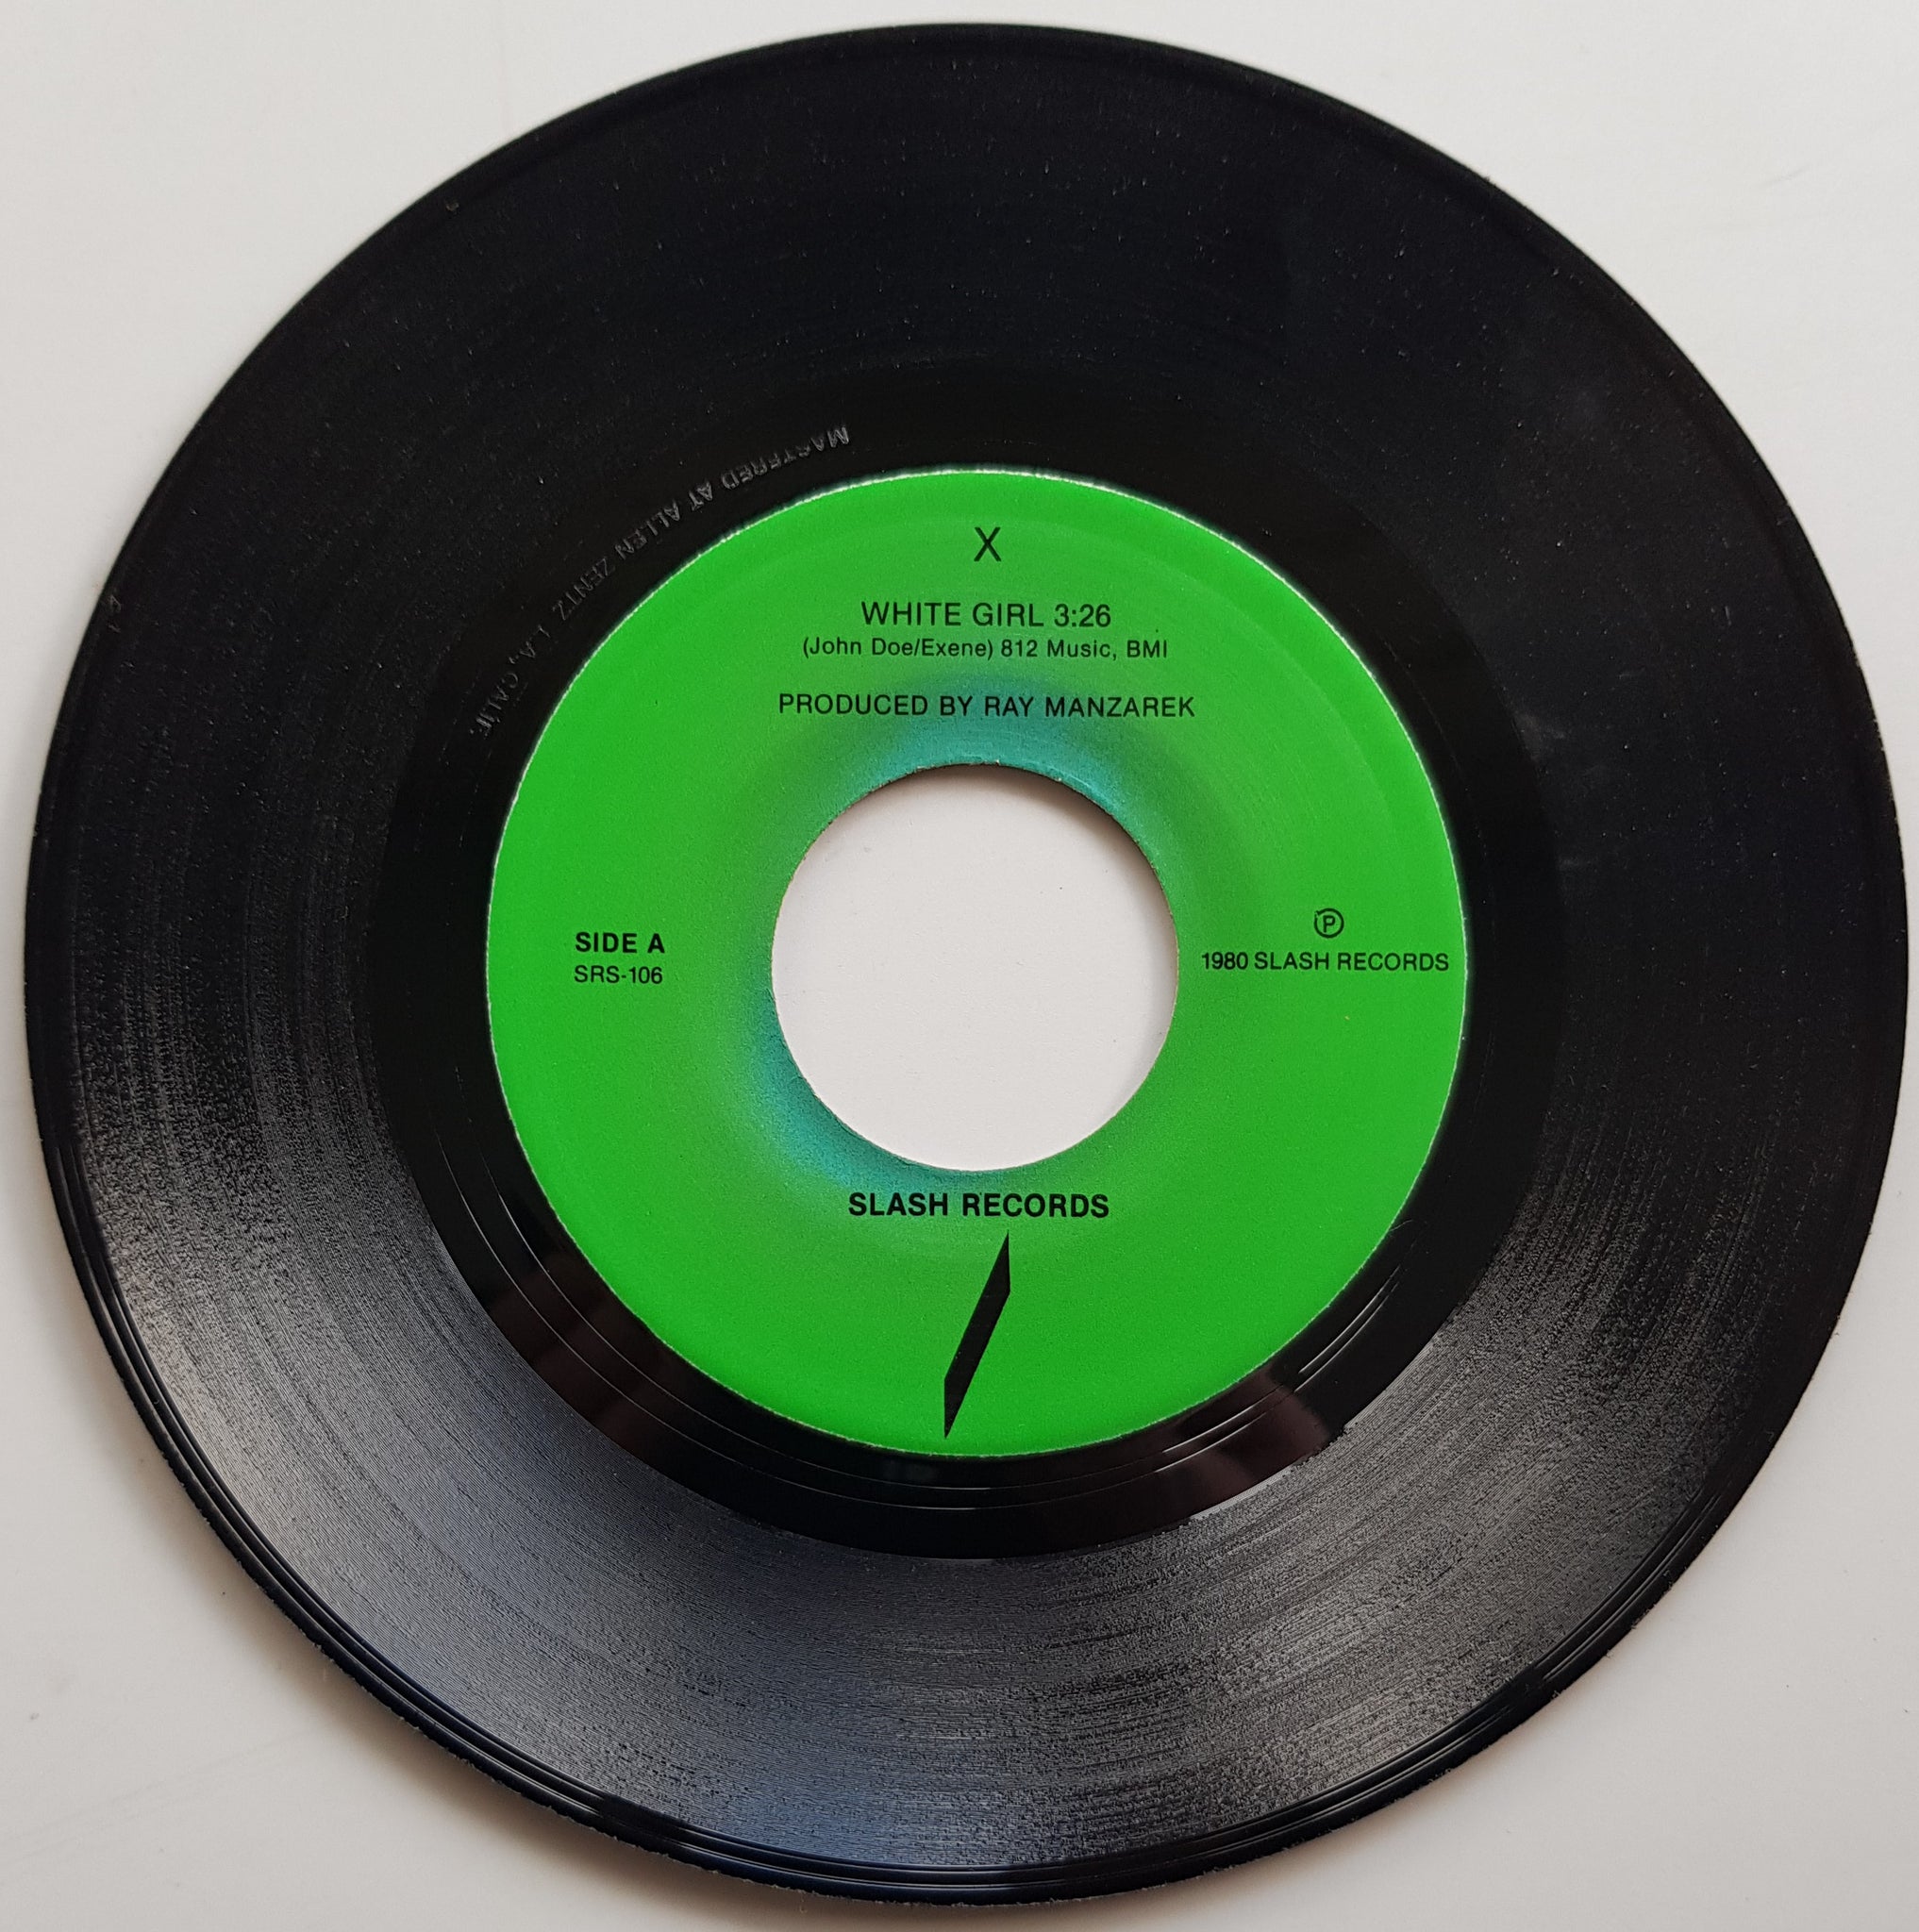 MASTERED AT ALLEN ZENTZ L.A., CALIF.
X
WHITE GIRL 3:26
(John Doe/Exene) 812 Music, BMI
PRODUCED BY RAY MANZAREK
SIDE A
SRS-106
℗
1980 SLASH RECORDS
SLASH RECORDS